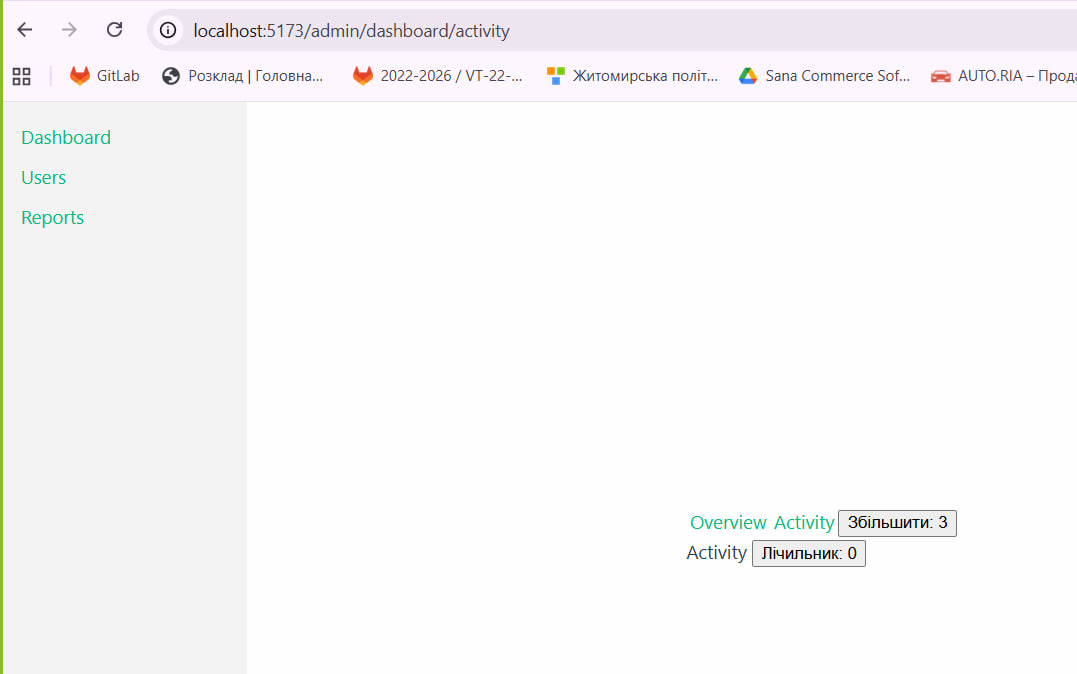 localhost:5173/admin/dashboard/activity
GitLab Розклад | Головна... 2022-2026 / VT-22-... Житомирська політ... Sana Commerce Sof... AUTO.RIA – Прода
Dashboard
Users
Reports
Overview Activity Збільшити: 3
Activity Лічильник: 0